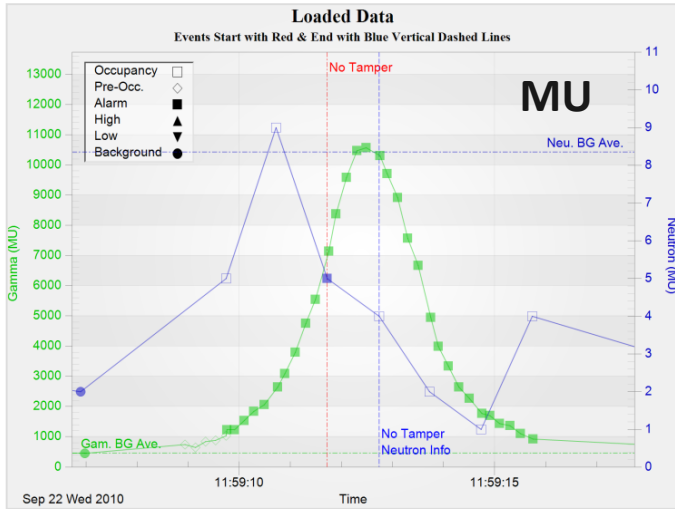 Loaded Data
Events Start with Red & End with Blue Vertical Dashed Lines
No Tamper
MU
Occupancy
Pre-Occ.
Alarm
High
Low
Background
Neu. BG Ave.
13000
12000
11000
10000
9000
8000
7000
6000
5000
4000
3000
2000
1000
0
Gamma (MU)
11
10
9
8
7
6
5
4
3
2
1
0
Neutron (MU)
Gam. BG Ave.
No Tamper
Neutron Info
11:59:10
11:59:15
Sep 22 Wed 2010
Time